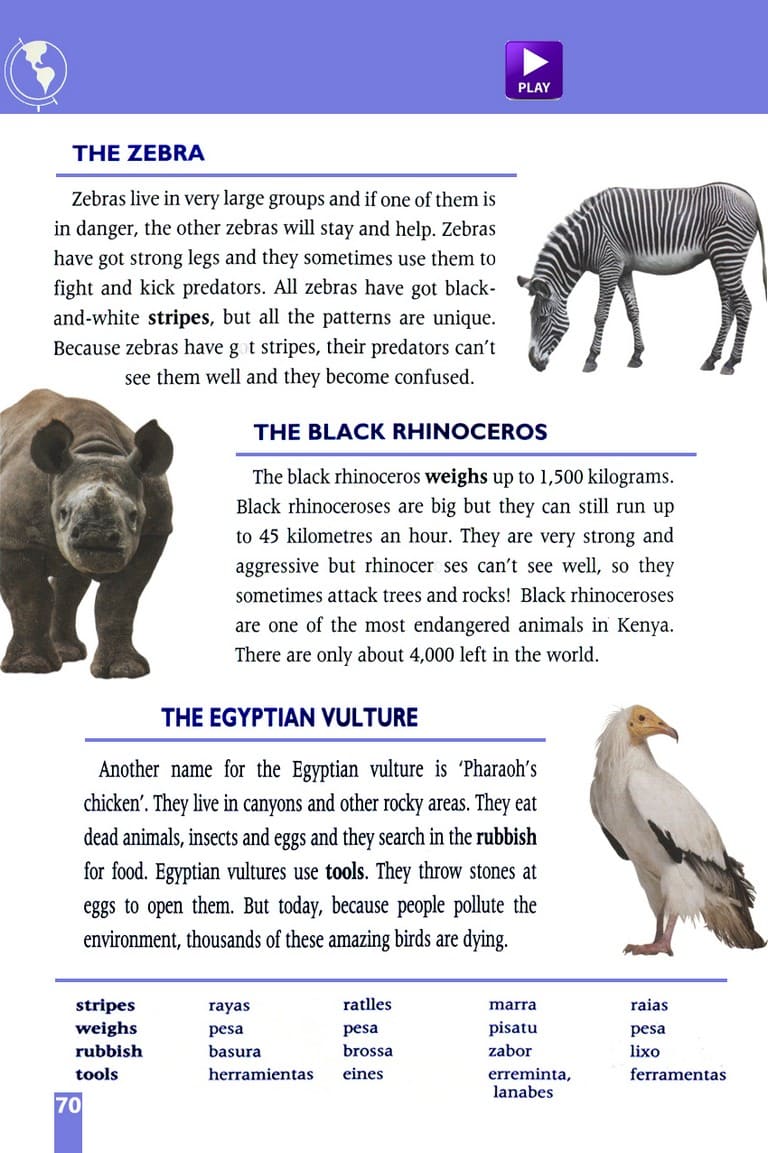 PLAY
THE ZEBRA
Zebras live in very large groups and if one of them is
in danger, the other zebras will stay and help. Zebras
have got strong legs and they sometimes use them to
fight and kick predators. All zebras have got black-
and-white stripes, but all the patterns are unique.
Because zebras have got stripes, their predators can't
see them well and they become confused.
THE BLACK RHINOCEROS
The black rhinoceros weighs up to 1,500 kilograms.
Black rhinoceroses are big but they can still run up
to 45 kilometres an hour. They are very strong and
aggressive but rhinoceroses can't see well, so they
sometimes attack trees and rocks! Black rhinoceroses
are one of the most endangered animals in Kenya.
There are only about 4,000 left in the world.
THE EGYPTIAN VULTURE
Another name for the Egyptian vulture is 'Pharaoh's
chicken'. They live in canyons and other rocky areas. They eat
dead animals, insects and eggs and they search in the rubbish
for food. Egyptian vultures use tools. They throw stones at
eggs to open them. But today, because people pollute the
environment, thousands of these amazing birds are dying.
stripes rayas ratlles marra raias
weighs pesa pesa pisatu pesa
rubbish basura brossa zabor lixo
tools herramientas eines erreminta, ferramentas
lanabes
70